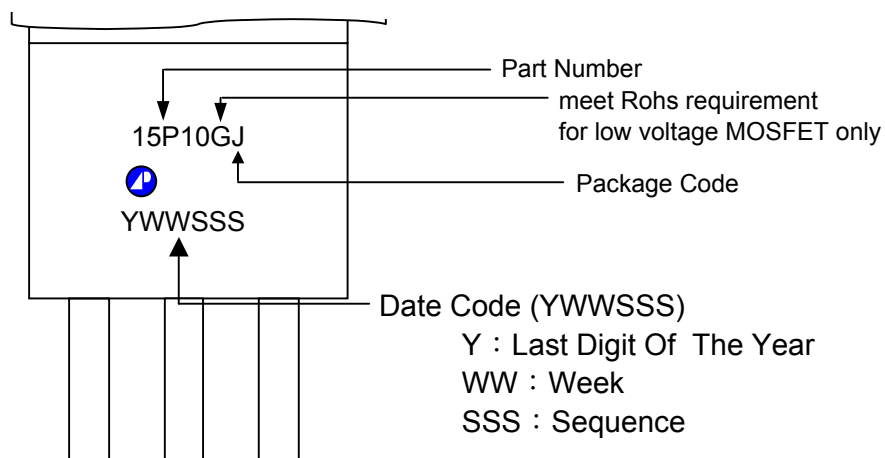 Part Number
meet Rohs requirement
for low voltage MOSFET only
15P10GJ
Package Code
YWWSSS
Date Code (YWWSSS)
Y：Last Digit Of The Year
WW：Week
SSS：Sequence